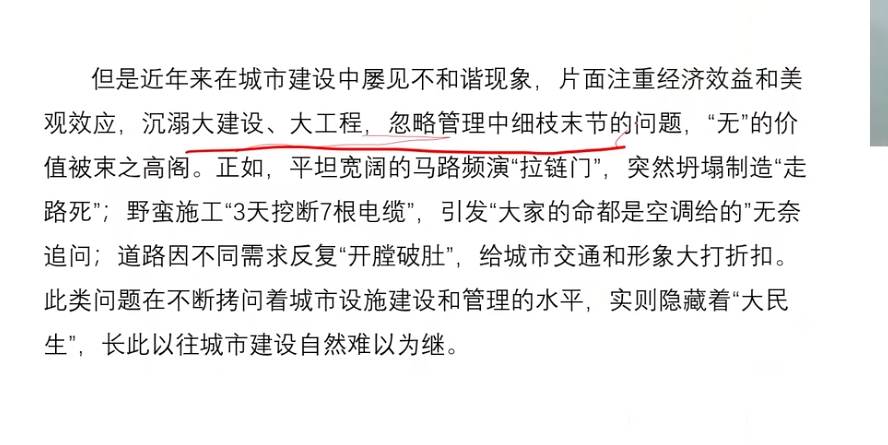 但是近年来在城市建设中屡见不和谐现象，片面注重经济效益和美
观效应，沉溺大建设、大工程，忽略管理中细枝末节的问题，“无”的价
值被束之高阁。正如，平坦宽阔的马路频演“拉链门”，突然坍塌制造“走
路死”；野蛮施工“3天挖断7根电缆”，引发“大家的命都是空调给的”无奈
追问；道路因不同需求反复“开膛破肚”，给城市交通和形象大打折扣。
此类问题在不断拷问着城市设施建设和管理的水平，实则隐藏着“大民
生”，长此以往城市建设自然难以为继。